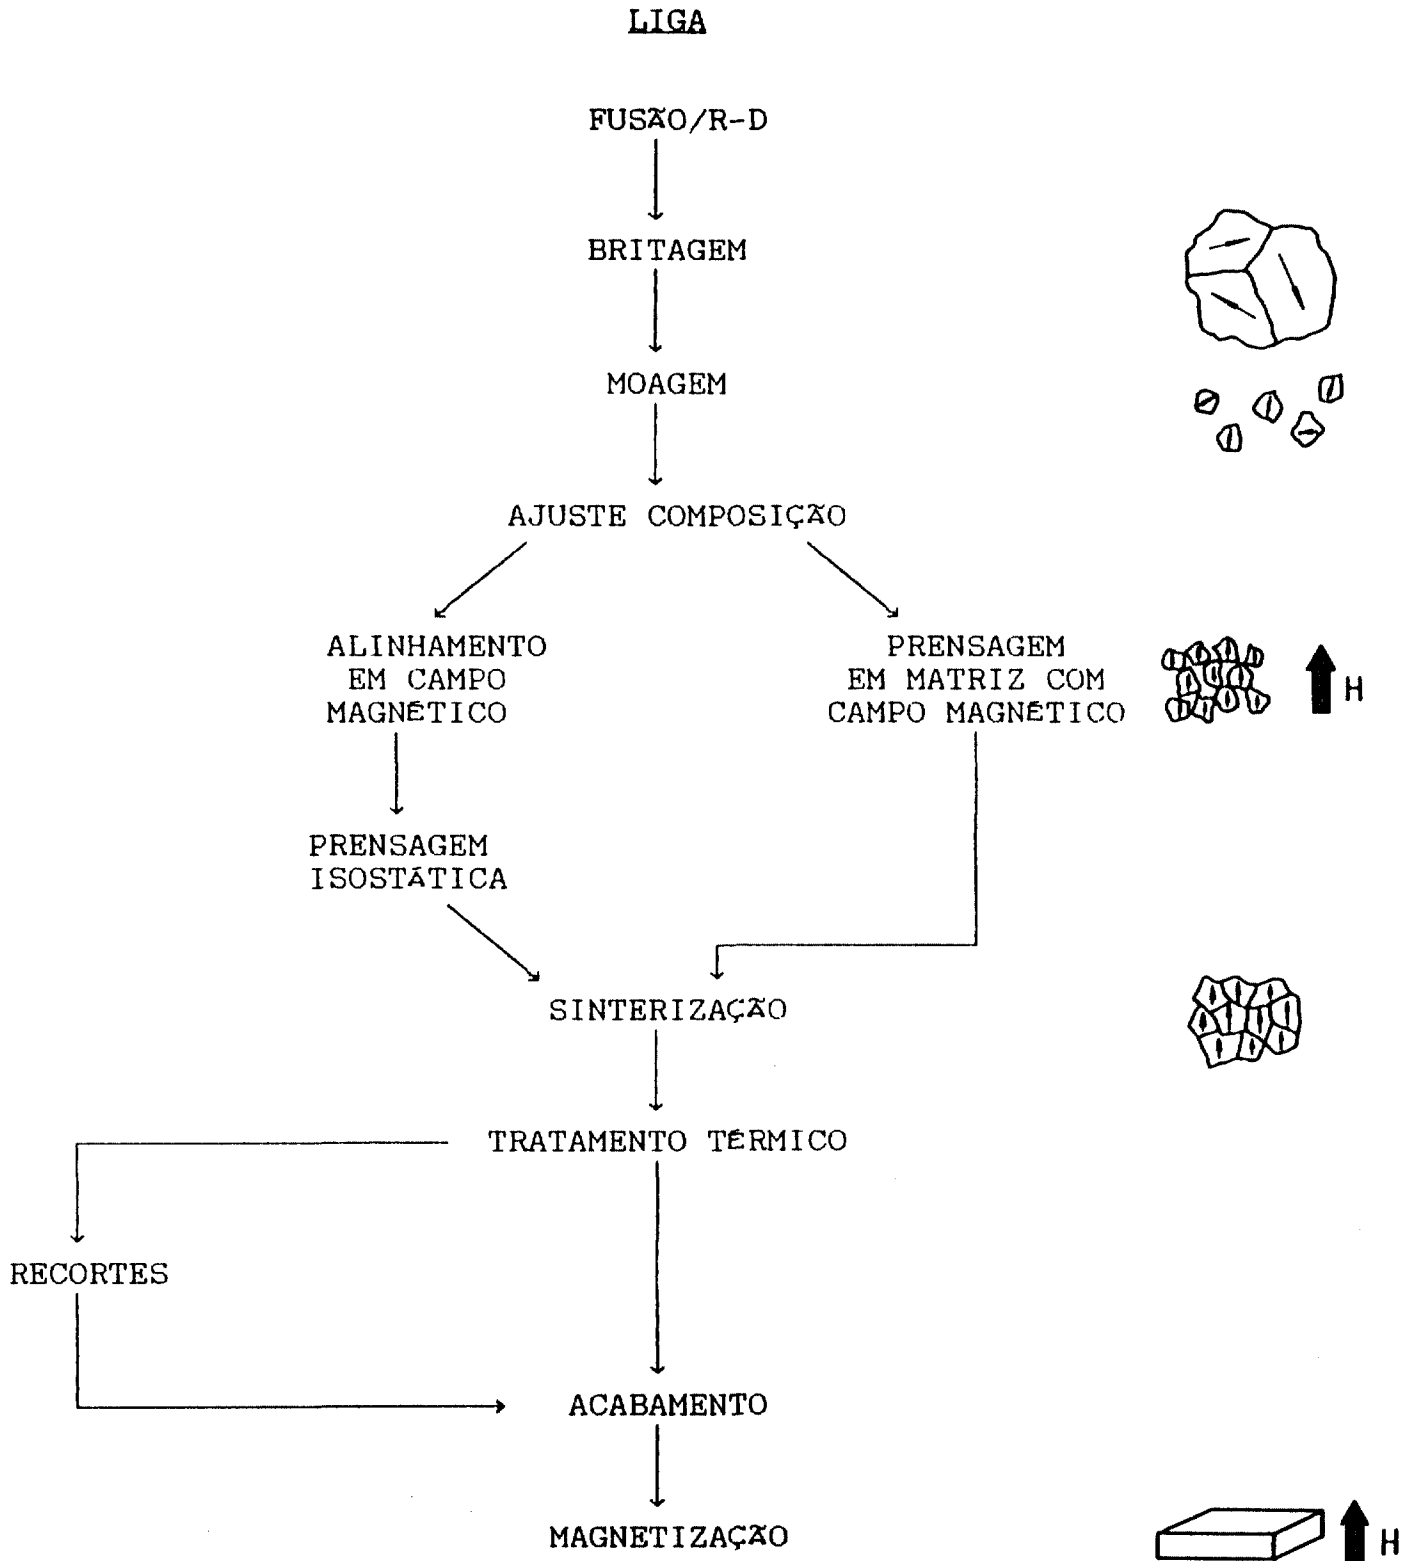 LIGA
FUSÃO/R-D
BRITAGEM
MOAGEM
AJUSTE COMPOSIÇÃO
ALINHAMENTO
EM CAMPO
MAGNÉTICO
PRENSAGEM
EM MATRIZ COM
CAMPO MAGNÉTICO
H
PRENSAGEM
ISOSTÁTICA
SINTERIZAÇÃO
TRATAMENTO TÉRMICO
RECORTES
ACABAMENTO
MAGNETIZAÇÃO
H